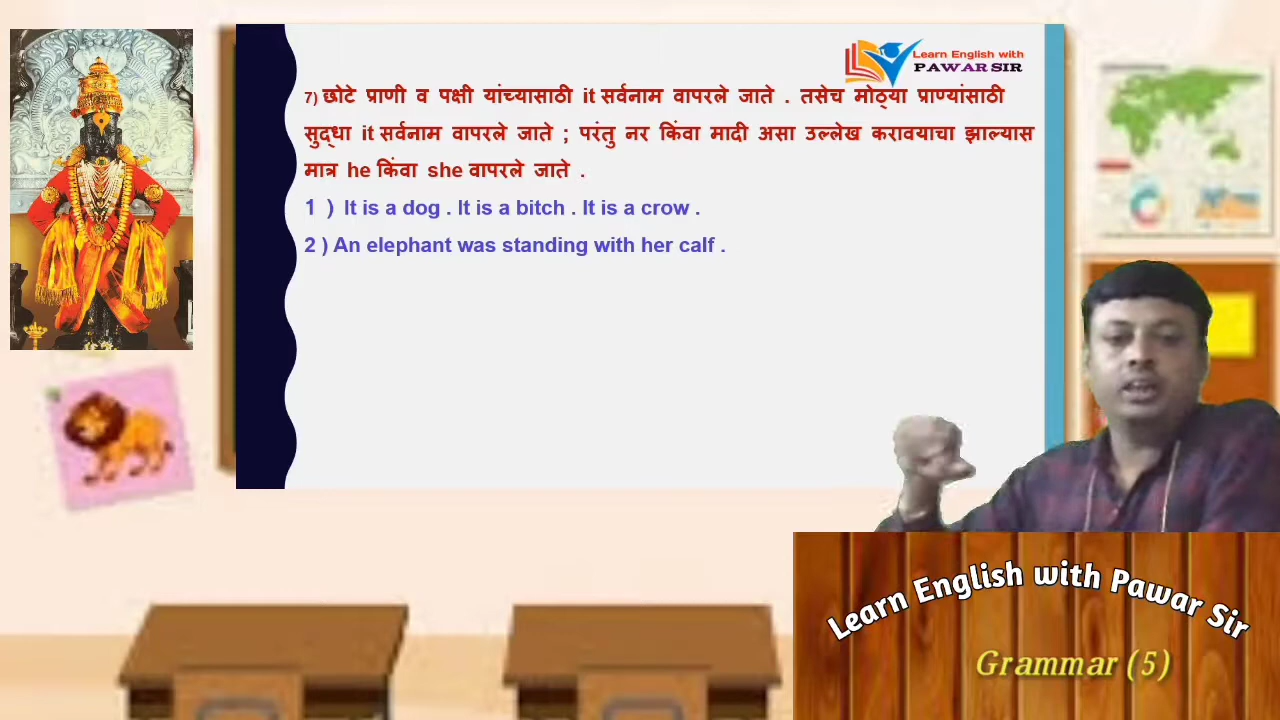 Learn English with
PAWAR SIR
7) छोटे प्राणी व पक्षी यांच्यासाठी it सर्वनाम वापरले जाते . तसेच मोठ्या प्राण्यांसाठी
सुद्धा it सर्वनाम वापरले जाते ; परंतु नर किंवा मादी असा उल्लेख करावयाचा झाल्यास
मात्र he किंवा she वापरले जाते .
1 ) It is a dog . It is a bitch . It is a crow .
2 ) An elephant was standing with her calf .
Learn English with Pawar Sir
Grammar (5)